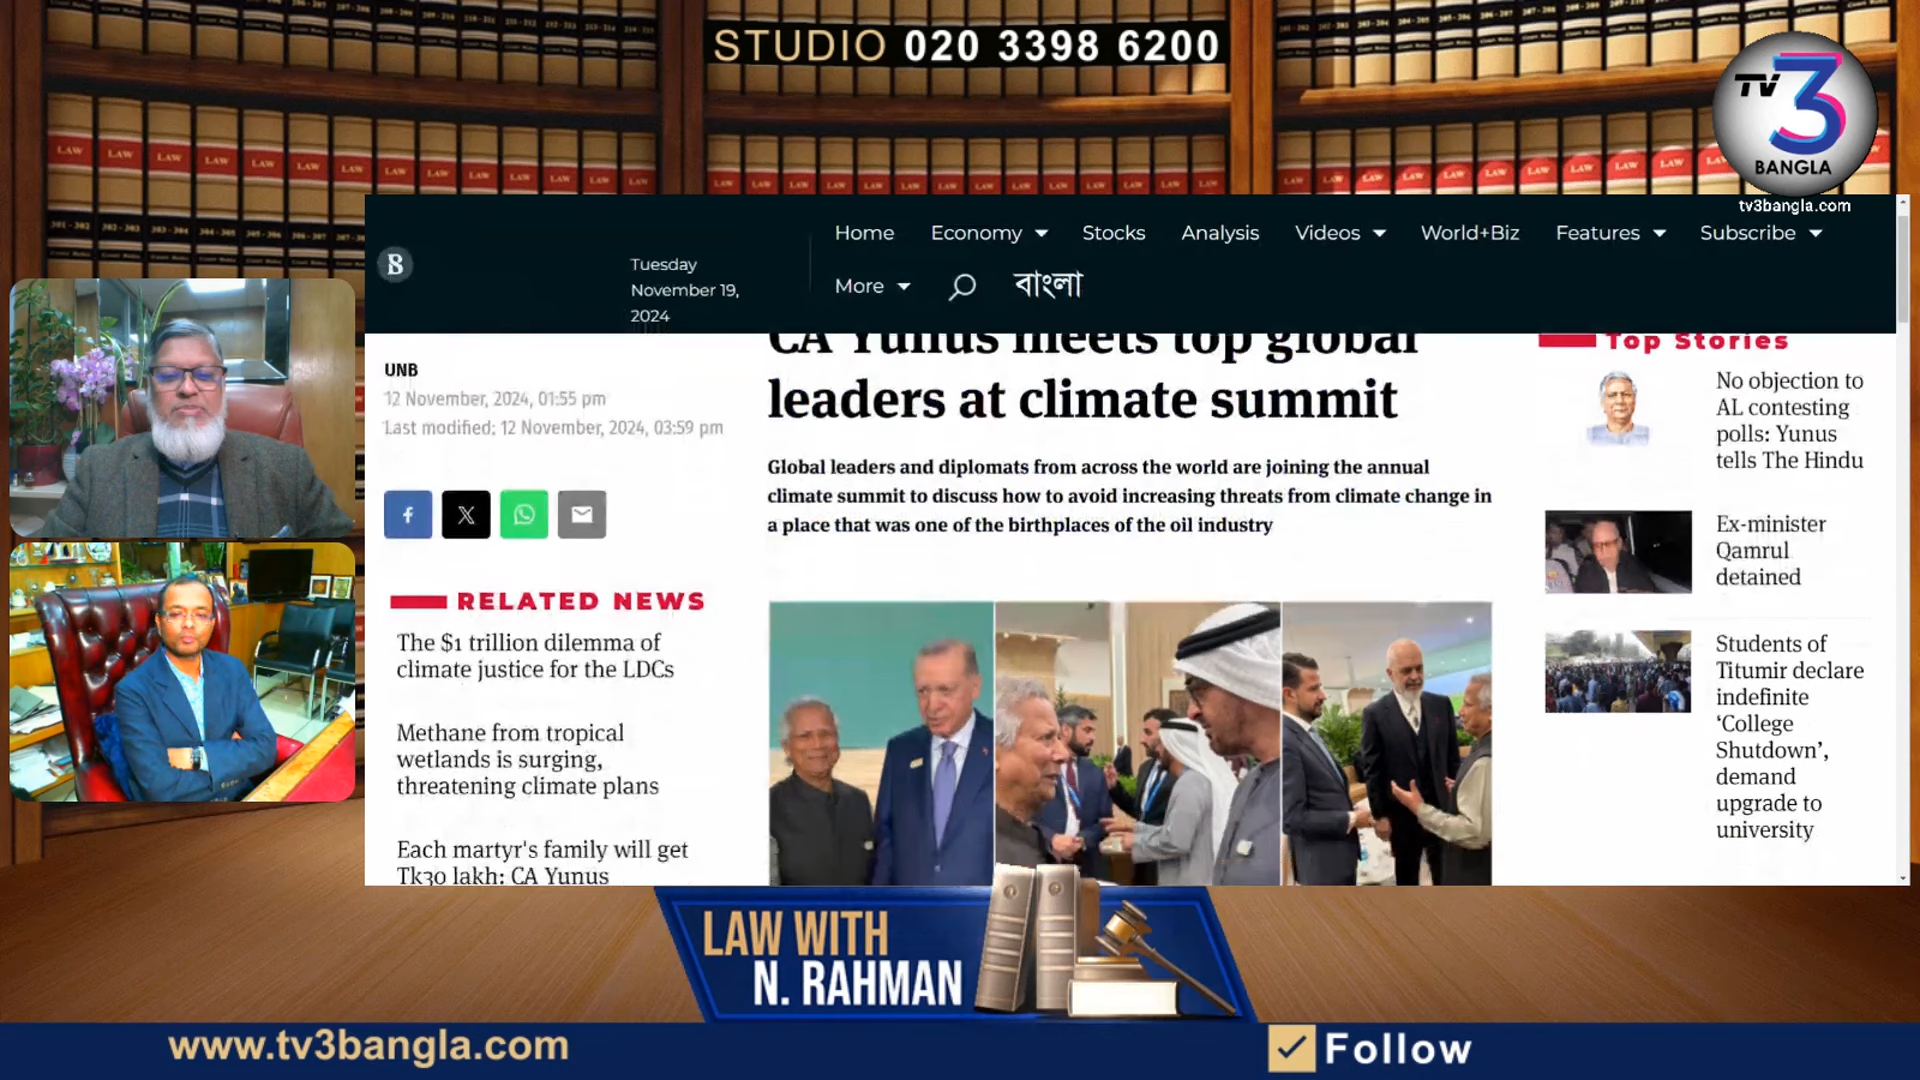 STUDIO 020 3398 6200
TV3
BANGLA
tv3bangla.com
Home
Economy
Stocks
Analysis
Videos
World+Biz
Features
Subscribe
More
বাংলা
B
Tuesday
November 19,
2024
UNB
12 November, 2024, 01:55 pm
Last modified: 12 November, 2024, 03:59 pm
RELATED NEWS
The $1 trillion dilemma of
climate justice for the LDCs
Methane from tropical
wetlands is surging,
threatening climate plans
Each martyr's family will get
Tk30 lakh: CA Yunus
CA Yunus meets top global
leaders at climate summit
Global leaders and diplomats from across the world are joining the annual
climate summit to discuss how to avoid increasing threats from climate change in
a place that was one of the birthplaces of the oil industry
Top Stories
No objection to
AL contesting
polls: Yunus
tells The Hindu
Ex-minister
Qamrul
detained
Students of
Titumir declare
indefinite
‘College
Shutdown’,
demand
upgrade to
university
LAW WITH
N. RAHMAN
www.tv3bangla.com
Follow